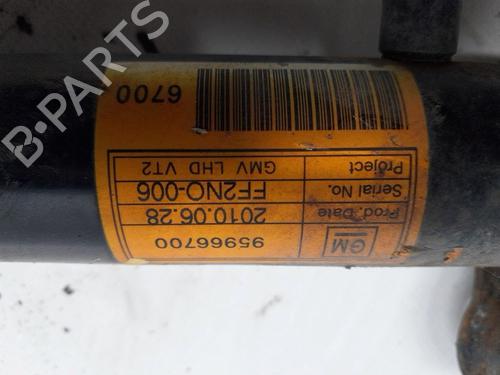 GM
95966700
Prod. Date 2010.06.28
Serial No. FF2NO-006
Project GMV LHD VT2
6700
B-PARTS